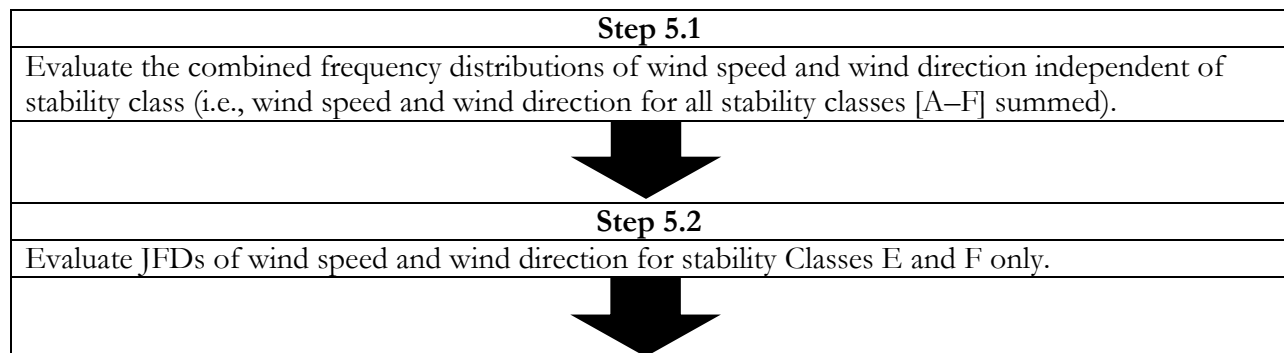 Step 5.1
Evaluate the combined frequency distributions of wind speed and wind direction independent of
stability class (i.e., wind speed and wind direction for all stability classes [A–F] summed).
Step 5.2
Evaluate JFDs of wind speed and wind direction for stability Classes E and F only.